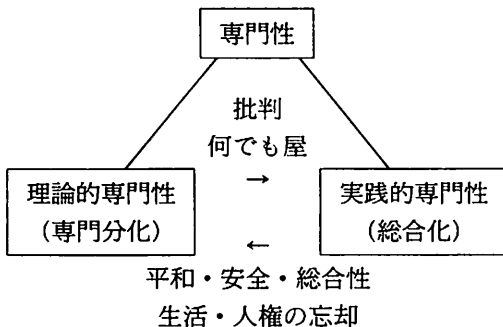 専門性
批判
何でも屋
→
理論的専門性
(専門分化)
実践的専門性
(総合化)
←
平和・安全・総合性
生活・人権の忘却